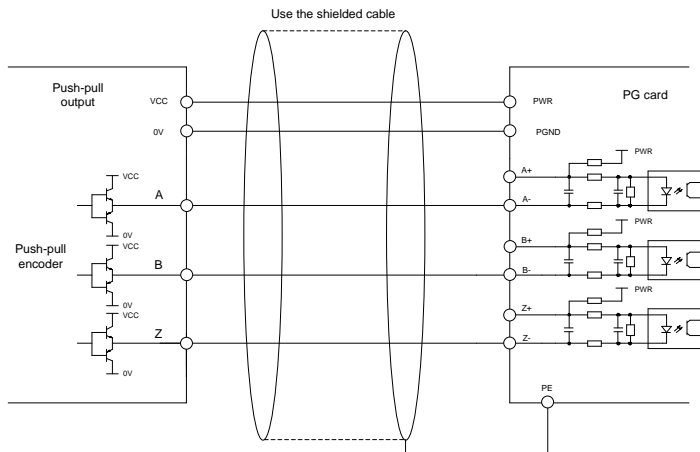 Use the shielded cable
Push-pull
output
VCC
PWR
PG card
0V
PGND
PWR
A+
VCC
A
A-
0V
PWR
B+
VCC
Push-pull
encoder
B
B-
0V
PWR
Z+
VCC
Z
Z-
0V
PE